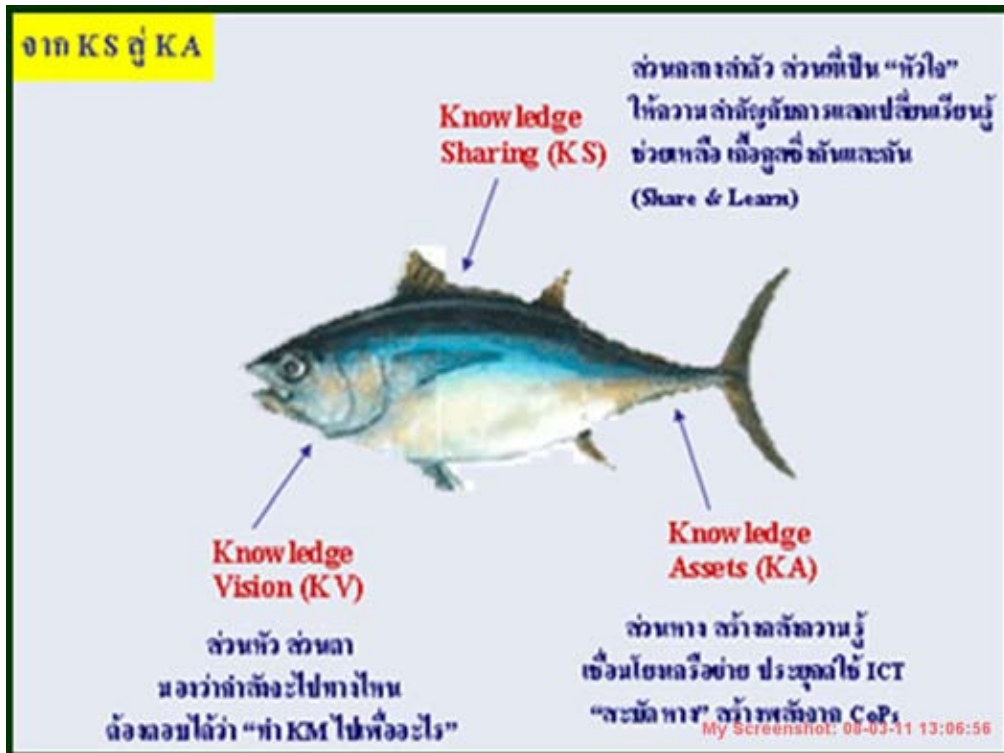 จาก KS สู่ KA
Knowledge
Sharing (KS)
ส่วนกลางลำตัว ส่วนที่เป็น “หัวใจ”
ให้ความสำคัญกับการแลกเปลี่ยนเรียนรู้
ช่วยเหลือ เกื้อกูลซึ่งกันและกัน
(Share & Learn)
Knowledge
Vision (KV)
ส่วนหัว ส่วนตา
มองว่ากำลังจะไปทางไหน
ต้องตอบได้ว่า “ทำ KM ไปเพื่ออะไร”
Knowledge
Assets (KA)
ส่วนหาง สร้างคลังความรู้
เชื่อมโยงเครือข่าย ประยุกต์ใช้ ICT
“สะบัดหาง” สร้างพลังจาก CoPs
My Screenshot: 08-03-11 13:06:56